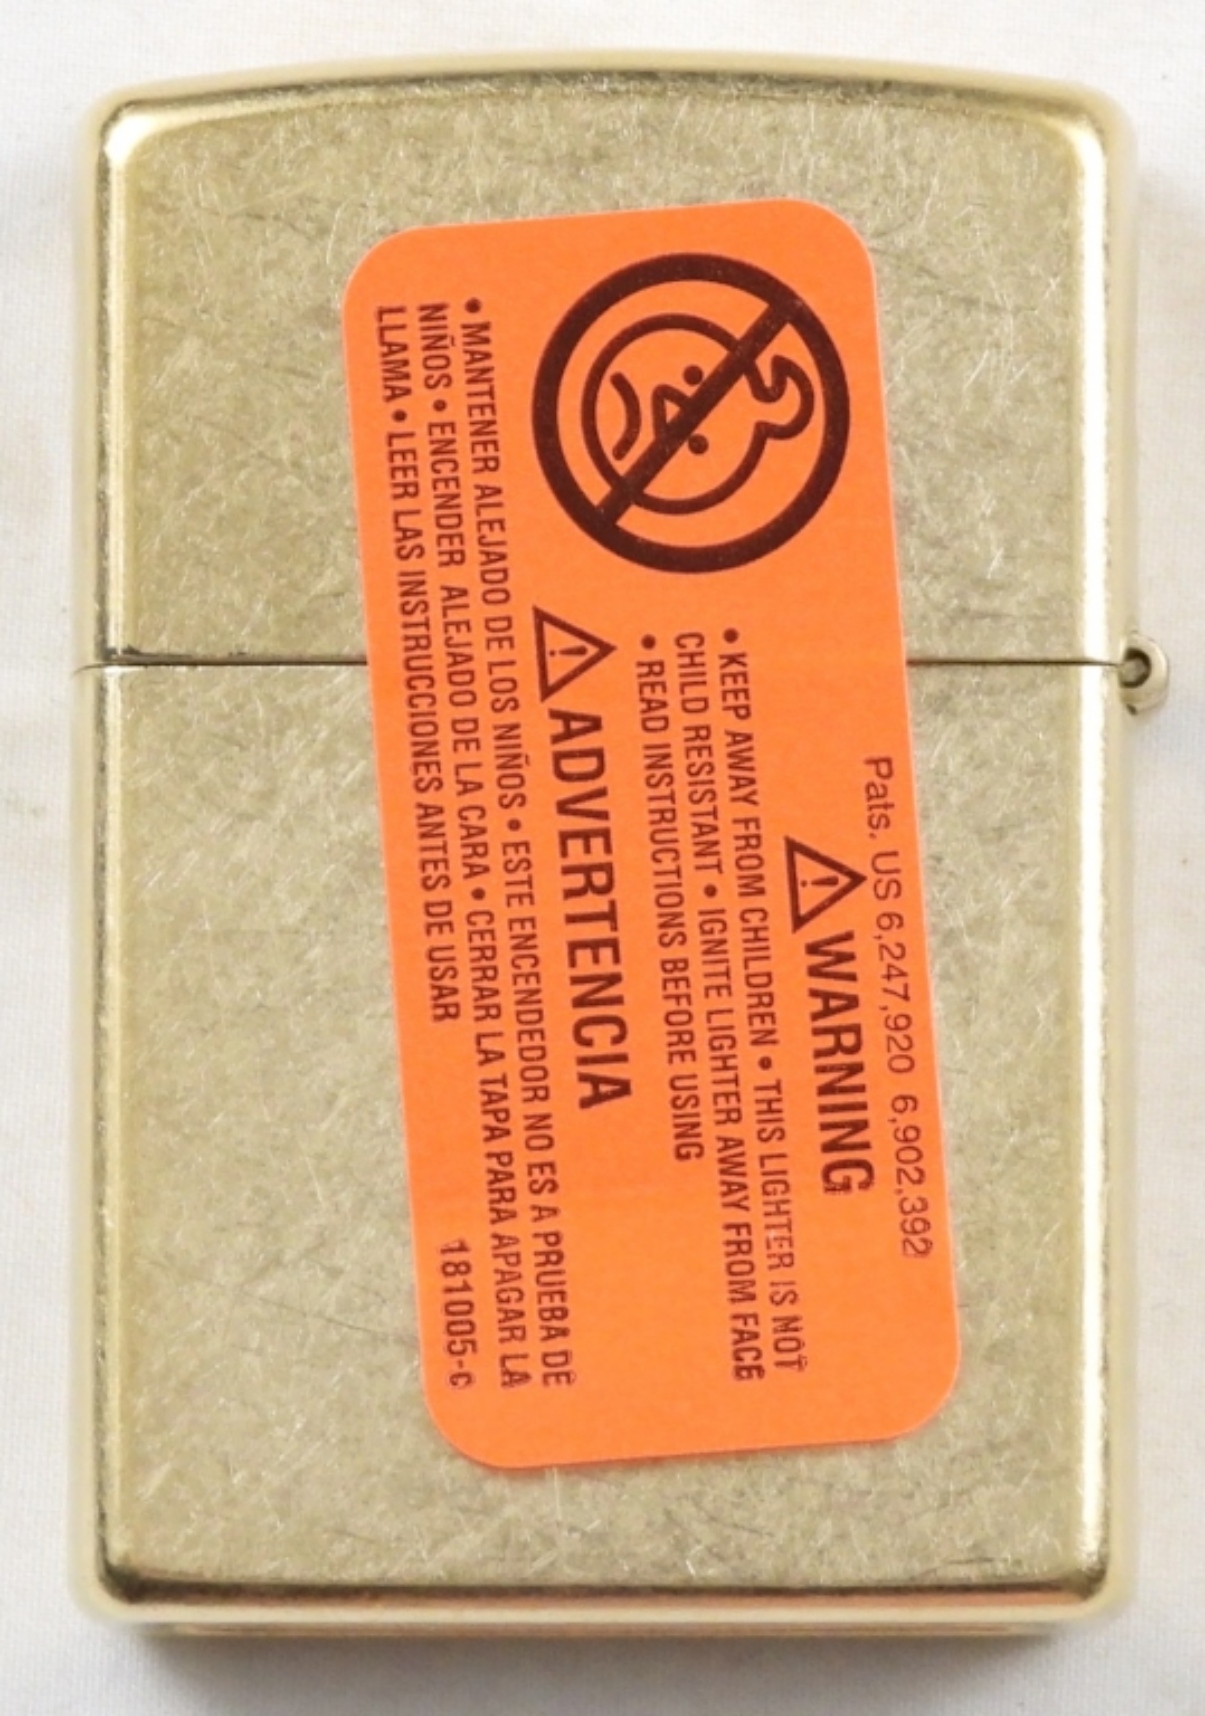 Pats. US 6,247,920 6,902,392
WARNING
• KEEP AWAY FROM CHILDREN • THIS LIGHTER IS NOT
CHILD RESISTANT • IGNITE LIGHTER AWAY FROM FACE
• READ INSTRUCTIONS BEFORE USING
ADVERTENCIA
• MANTENER ALEJADO DE LOS NIÑOS • ESTE ENCENDEDOR NO ES A PRUEBA DE
NIÑOS • ENCENDER ALEJADO DE LA CARA • CERRAR LA TAPA PARA APAGAR LA
LLAMA • LEER LAS INSTRUCCIONES ANTES DE USAR
181005-C